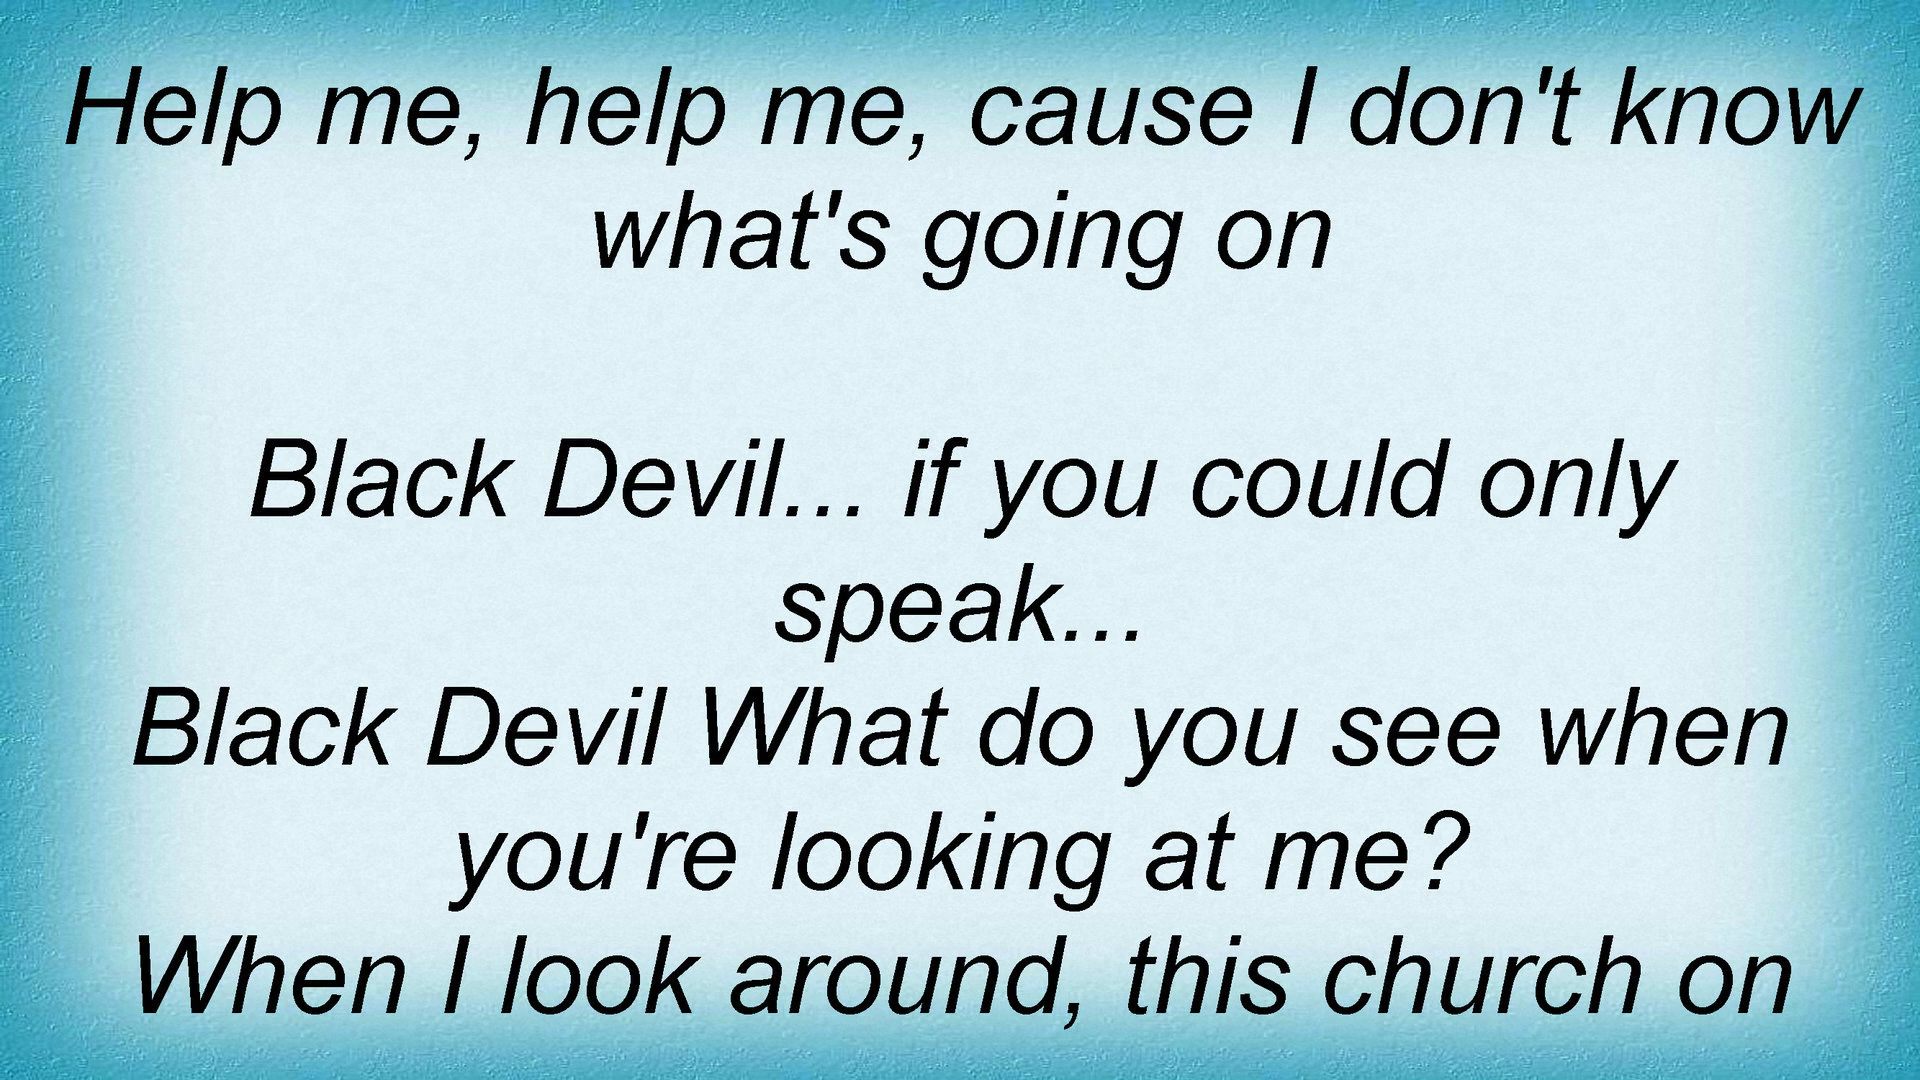 Help me, help me, cause I don't know
what's going on
Black Devil... if you could only
speak...
Black Devil What do you see when
you're looking at me?
When I look around, this church on